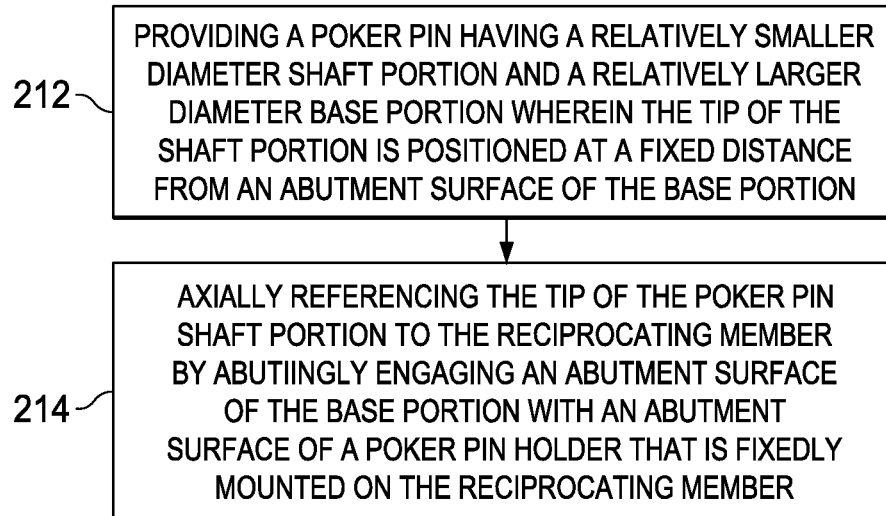 PROVIDING A POKER PIN HAVING A RELATIVELY SMALLER
DIAMETER SHAFT PORTION AND A RELATIVELY LARGER
212
DIAMETER BASE PORTION WHEREIN THE TIP OF THE
SHAFT PORTION IS POSITIONED AT A FIXED DISTANCE
FROM AN ABUTMENT SURFACE OF THE BASE PORTION
AXIALLY REFERENCING THE TIP OF THE POKER PIN
SHAFT PORTION TO THE RECIPROCATING MEMBER
BY ABUTIINGLY ENGAGING AN ABUTMENT SURFACE
214
OF THE BASE PORTION WITH AN ABUTMENT
SURFACE OF A POKER PIN HOLDER THAT IS FIXEDLY
MOUNTED ON THE RECIPROCATING MEMBER